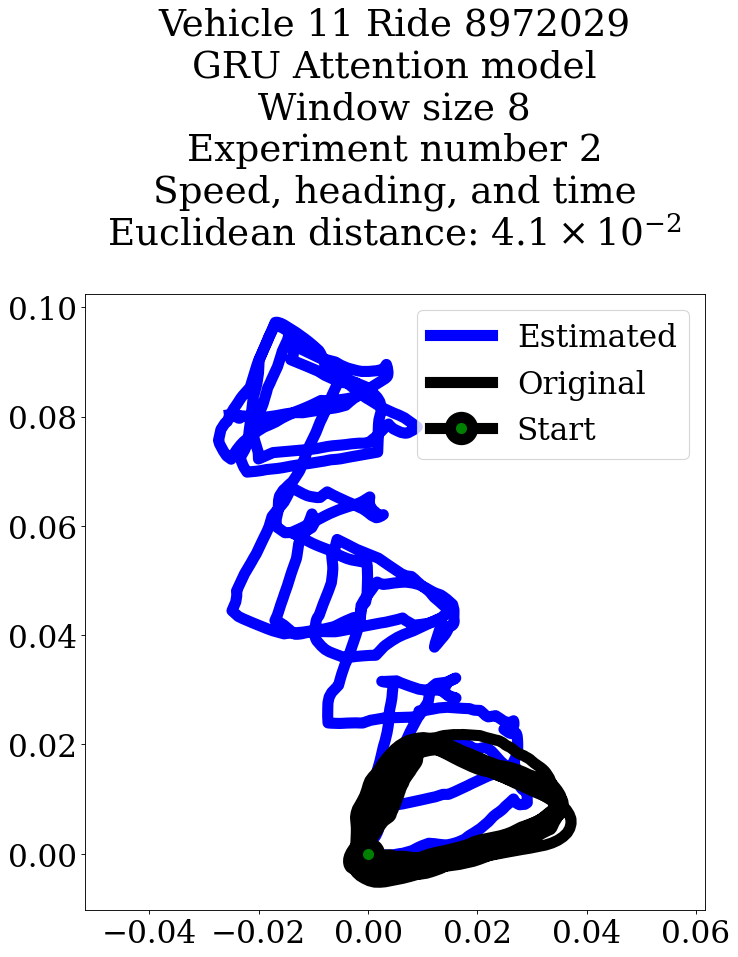 Vehicle 11 Ride 8972029
GRU Attention model
Window size 8
Experiment number 2
Speed, heading, and time
Euclidean distance: 4.1 × 10⁻²
Estimated
Original
Start
0.10
0.08
0.06
0.04
0.02
0.00
−0.04 −0.02 0.00 0.02 0.04 0.06